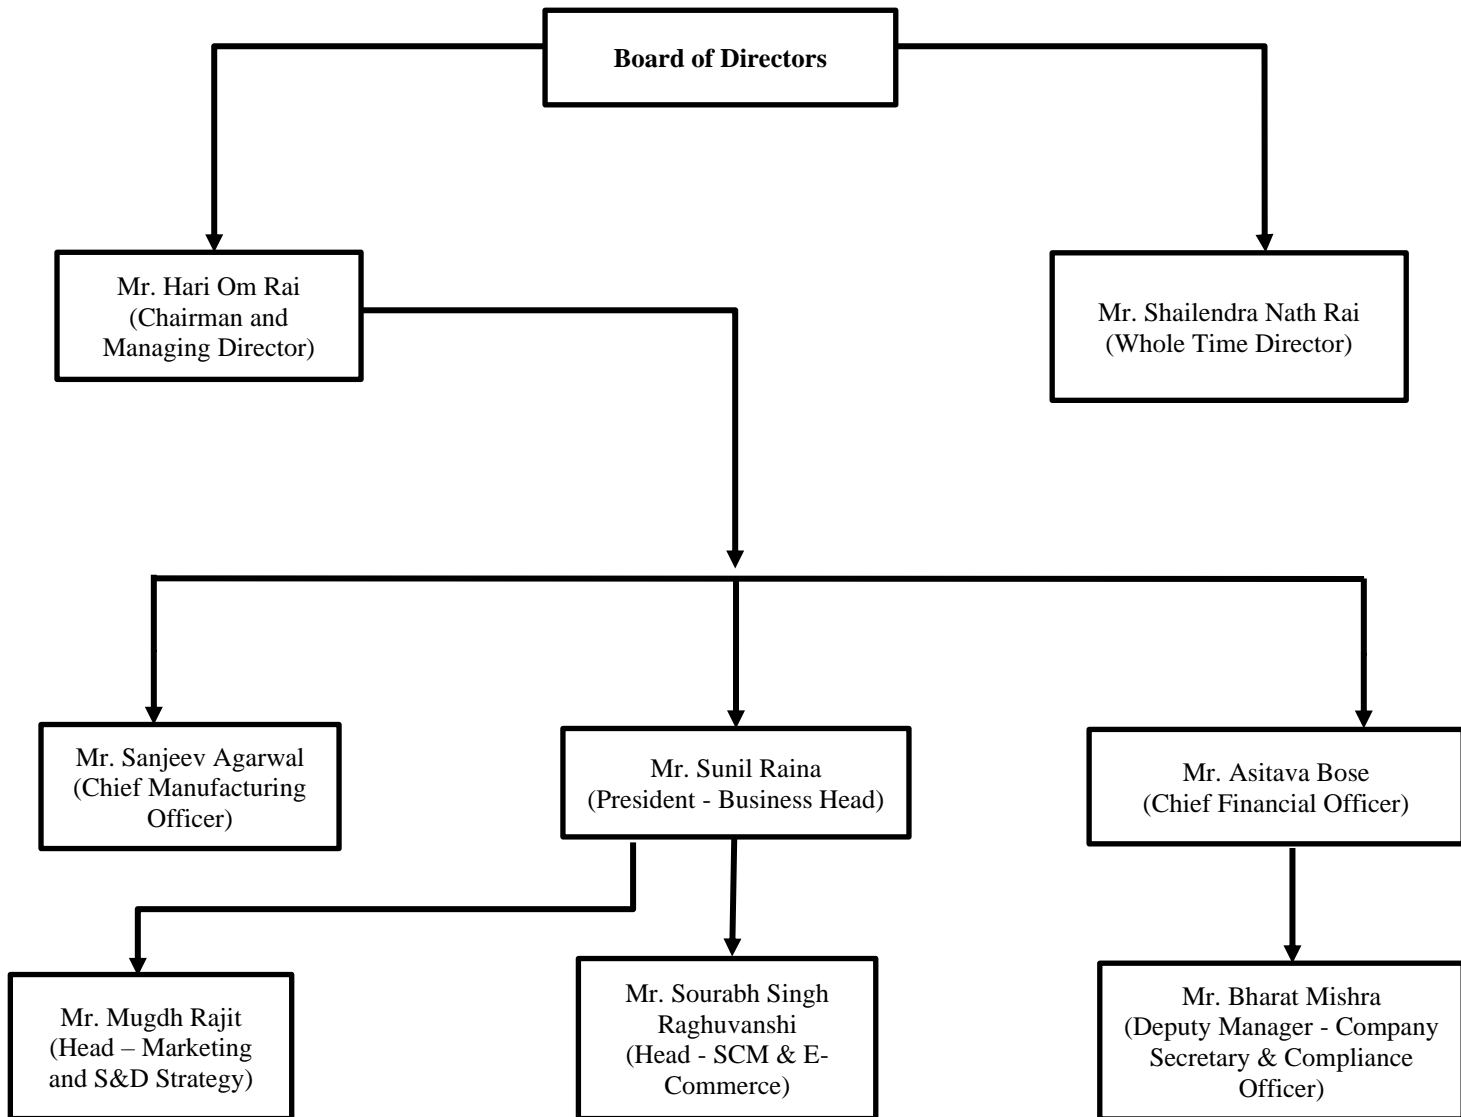 Board of Directors
Mr. Hari Om Rai
(Chairman and
Managing Director)
Mr. Shailendra Nath Rai
(Whole Time Director)
Mr. Sanjeev Agarwal
(Chief Manufacturing
Officer)
Mr. Sunil Raina
(President - Business Head)
Mr. Asitava Bose
(Chief Financial Officer)
Mr. Mugdh Rajit
(Head – Marketing
and S&D Strategy)
Mr. Sourabh Singh
Raghuvanshi
(Head - SCM & E-
Commerce)
Mr. Bharat Mishra
(Deputy Manager - Company
Secretary & Compliance
Officer)